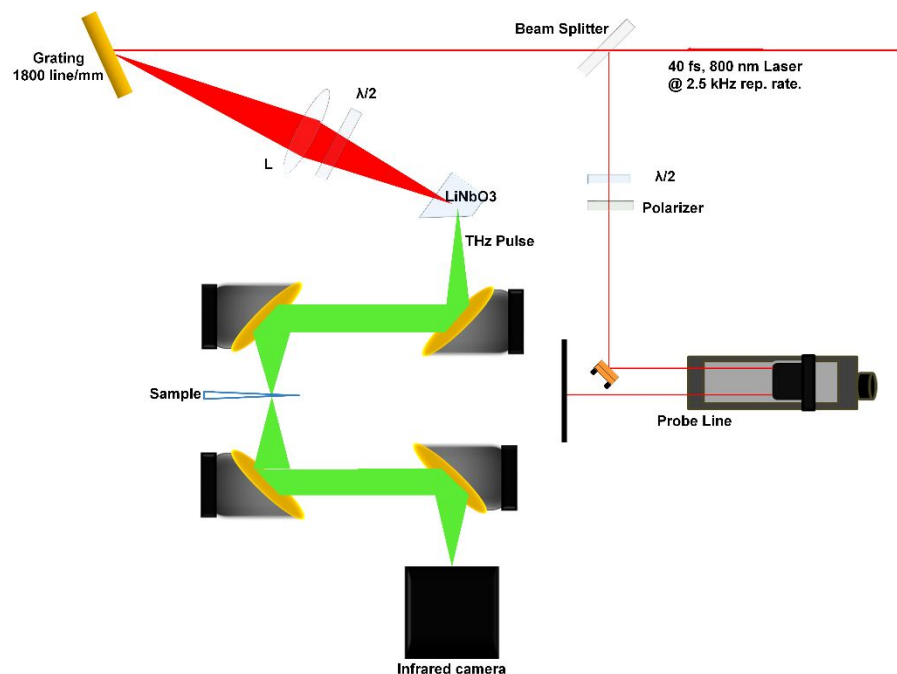 Beam Splitter
Grating
1800 line/mm
40 fs, 800 nm Laser
@ 2.5 kHz rep. rate.
λ/2
L
λ/2
LiNbO3
Polarizer
THz Pulse
Sample
Probe Line
Infrared camera